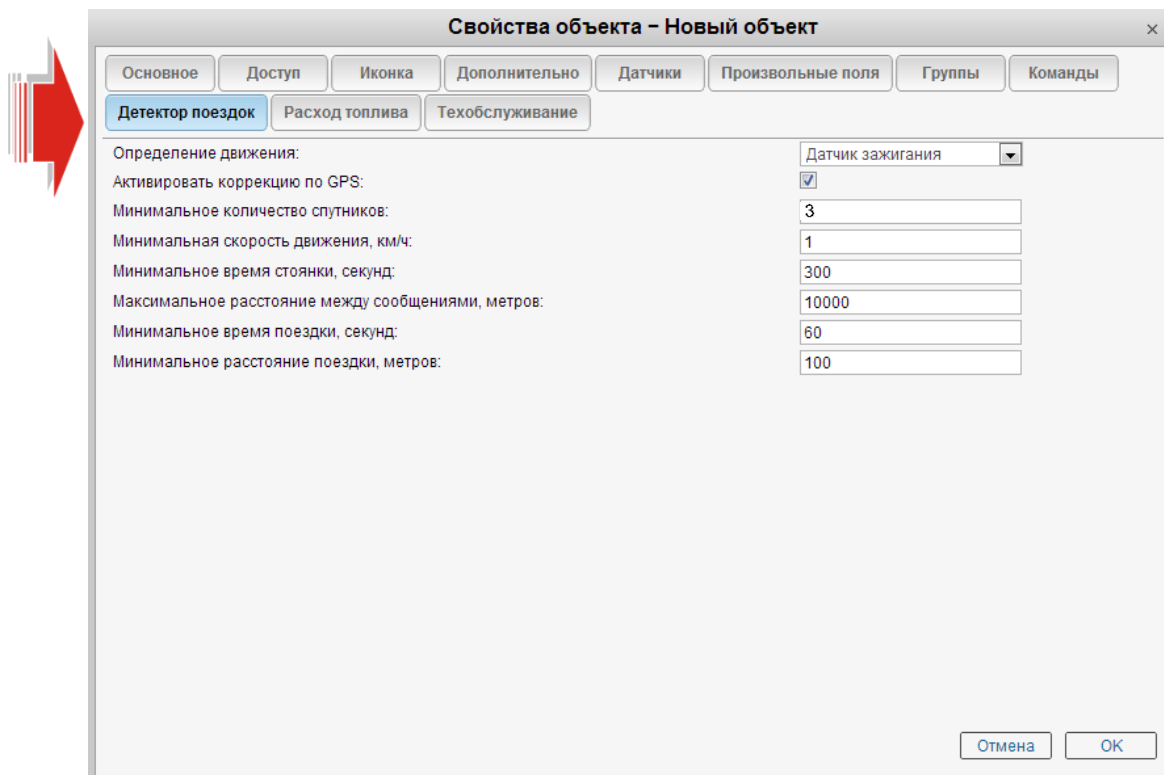 Свойства объекта – Новый объект
×
Основное Доступ Иконка Дополнительно Датчики Произвольные поля Группы Команды
Детектор поездок Расход топлива Техобслуживание
Определение движения: Датчик зажигания
Активировать коррекцию по GPS:
Минимальное количество спутников: 3
Минимальная скорость движения, км/ч: 1
Минимальное время стоянки, секунд: 300
Максимальное расстояние между сообщениями, метров: 10000
Минимальное время поездки, секунд: 60
Минимальное расстояние поездки, метров: 100
Отмена OK